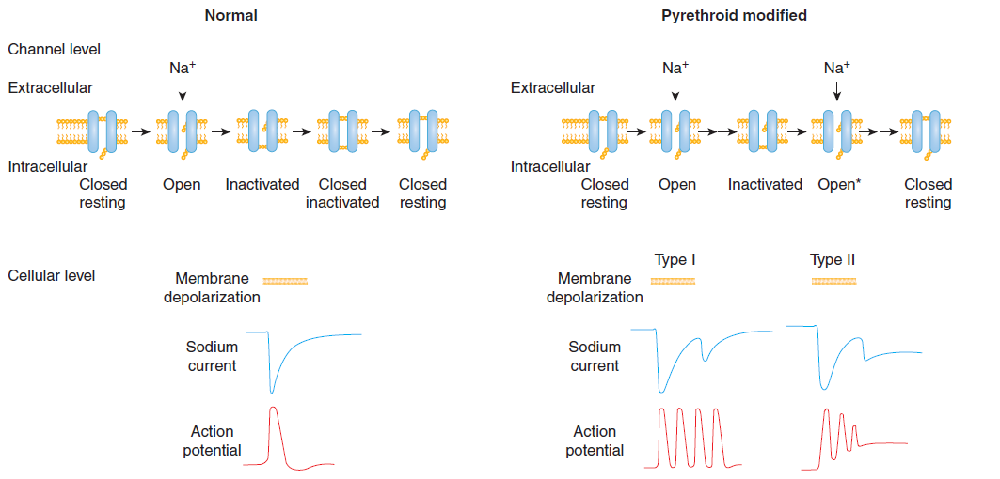 Normal
Pyrethroid modified
Channel level
Na+
Na+
Na+
Extracellular
Extracellular
Intracellular
Intracellular
Closed resting
Open
Inactivated
Closed inactivated
Closed resting
Closed resting
Open
Inactivated
Open*
Closed resting
Cellular level
Membrane depolarization
Type I
Type II
Membrane depolarization
Sodium current
Sodium current
Action potential
Action potential